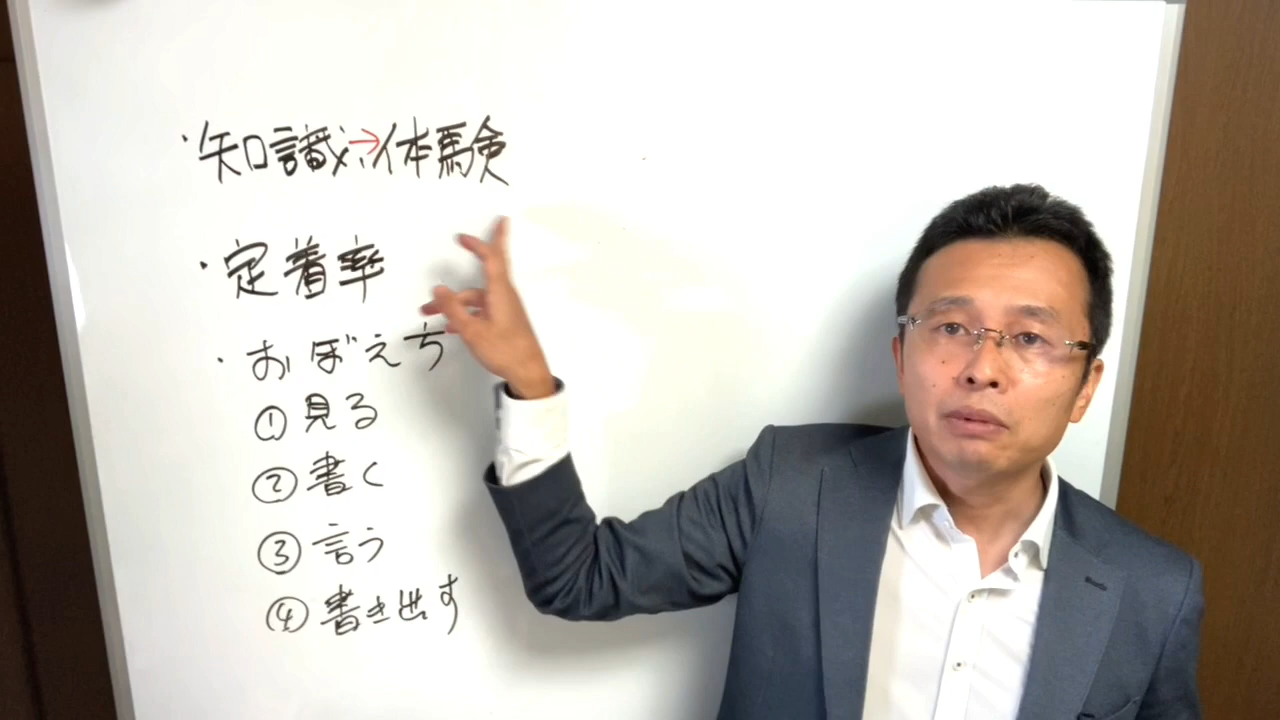 ・知識→体験
・定着率
・おぼえ方
①見る
②書く
③言う
④書き出す